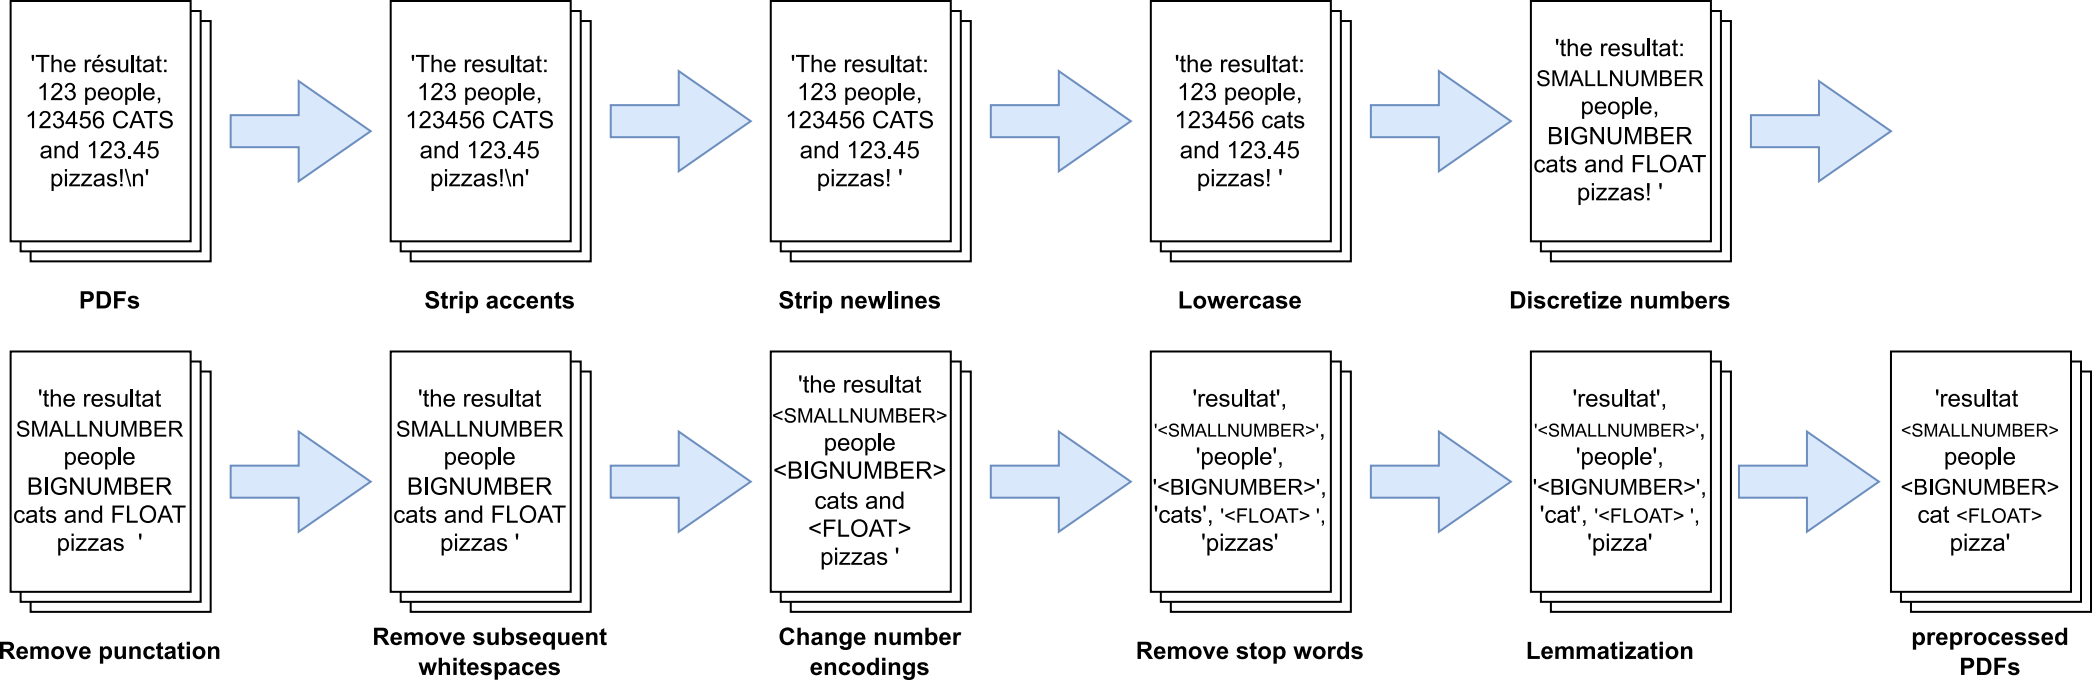 'The résultat:
123 people,
123456 CATS
and 123.45
pizzas!\n'
PDFs
'The resultat:
123 people,
123456 CATS
and 123.45
pizzas!\n'
Strip accents
'The resultat:
123 people,
123456 CATS
and 123.45
pizzas! '
Strip newlines
'the resultat:
123 people,
123456 cats
and 123.45
pizzas! '
Lowercase
'the resultat:
SMALLNUMBER
people,
BIGNUMBER
cats and FLOAT
pizzas! '
Discretize numbers
'the resultat
SMALLNUMBER
people
BIGNUMBER
cats and FLOAT
pizzas  '
Remove punctation
'the resultat
SMALLNUMBER
people
BIGNUMBER
cats and FLOAT
pizzas '
Remove subsequent
whitespaces
'the resultat
<SMALLNUMBER>
people
<BIGNUMBER>
cats and
<FLOAT>
pizzas '
Change number
encodings
'resultat',
'<SMALLNUMBER>',
'people',
'<BIGNUMBER>',
'cats', '<FLOAT> ',
'pizzas'
Remove stop words
'resultat',
'<SMALLNUMBER>',
'people',
'<BIGNUMBER>',
'cat', '<FLOAT> ',
'pizza'
Lemmatization
'resultat
<SMALLNUMBER>
people
<BIGNUMBER>
cat <FLOAT>
pizza'
preprocessed
PDFs